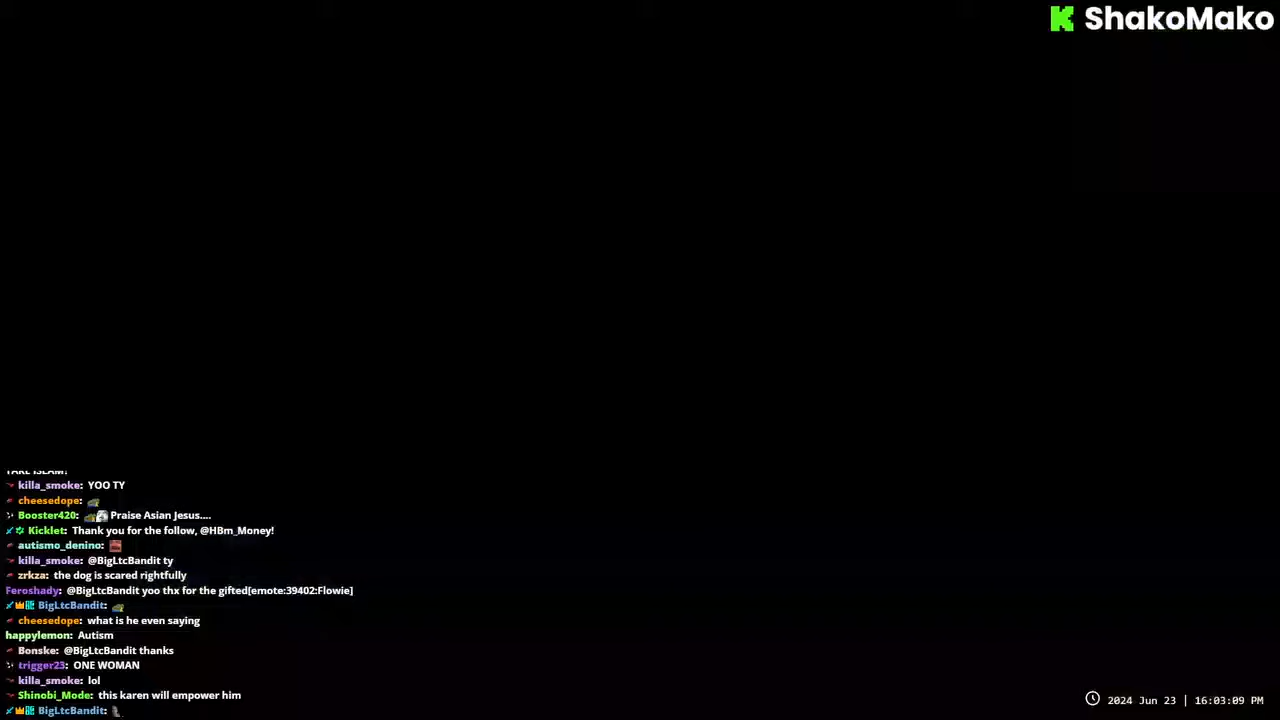 ShakoMako
TAKE ISLAM!
killa_smoke: YOO TY
cheesedope:
Booster420: Praise Asian Jesus....
Kicklet: Thank you for the follow, @HBm_Money!
autismo_denino:
killa_smoke: @BigLtcBandit ty
zrkza: the dog is scared rightfully
Feroshady: @BigLtcBandit yoo thx for the gifted[emote:39402:Flowie]
BigLtcBandit:
cheesedope: what is he even saying
happylemon: Autism
Bonske: @BigLtcBandit thanks
trigger23: ONE WOMAN
killa_smoke: lol
Shinobi_Mode: this karen will empower him
BigLtcBandit:
2024 Jun 23 | 16:03:09 PM